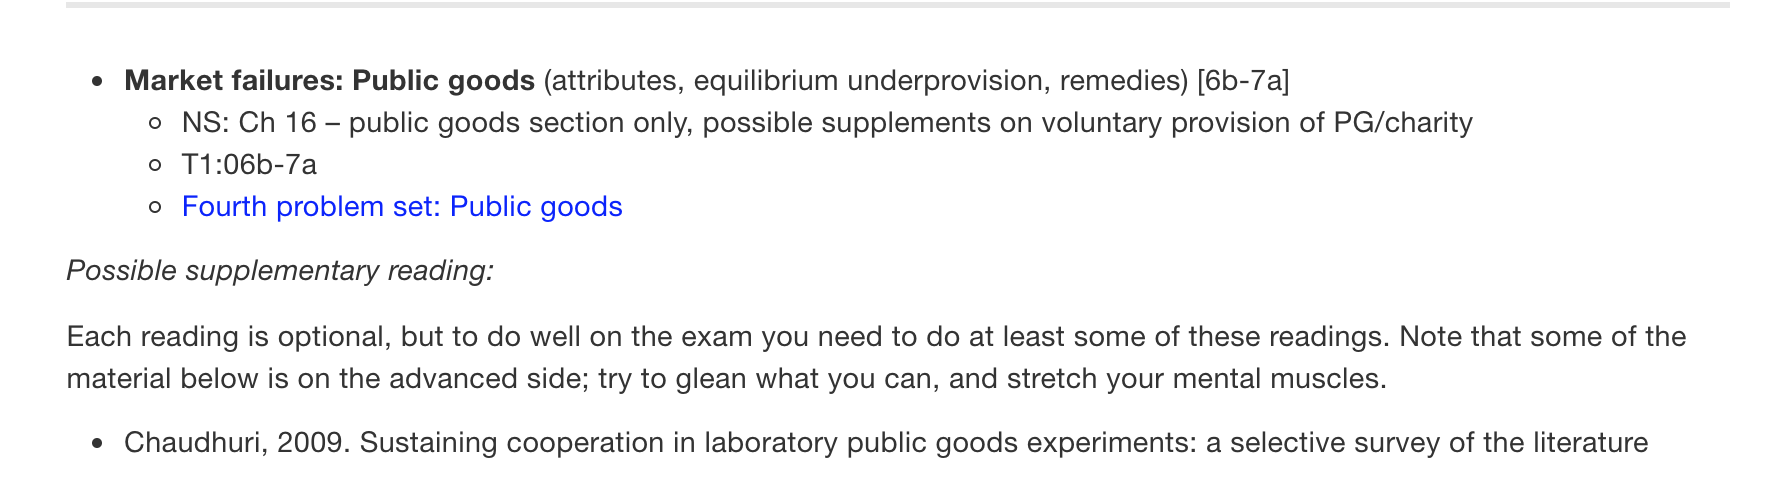 Market failures: Public goods (attributes, equilibrium underprovision, remedies) [6b-7a]
NS: Ch 16 – public goods section only, possible supplements on voluntary provision of PG/charity
T1:06b-7a
Fourth problem set: Public goods
Possible supplementary reading:
Each reading is optional, but to do well on the exam you need to do at least some of these readings. Note that some of the
material below is on the advanced side; try to glean what you can, and stretch your mental muscles.
Chaudhuri, 2009. Sustaining cooperation in laboratory public goods experiments: a selective survey of the literature